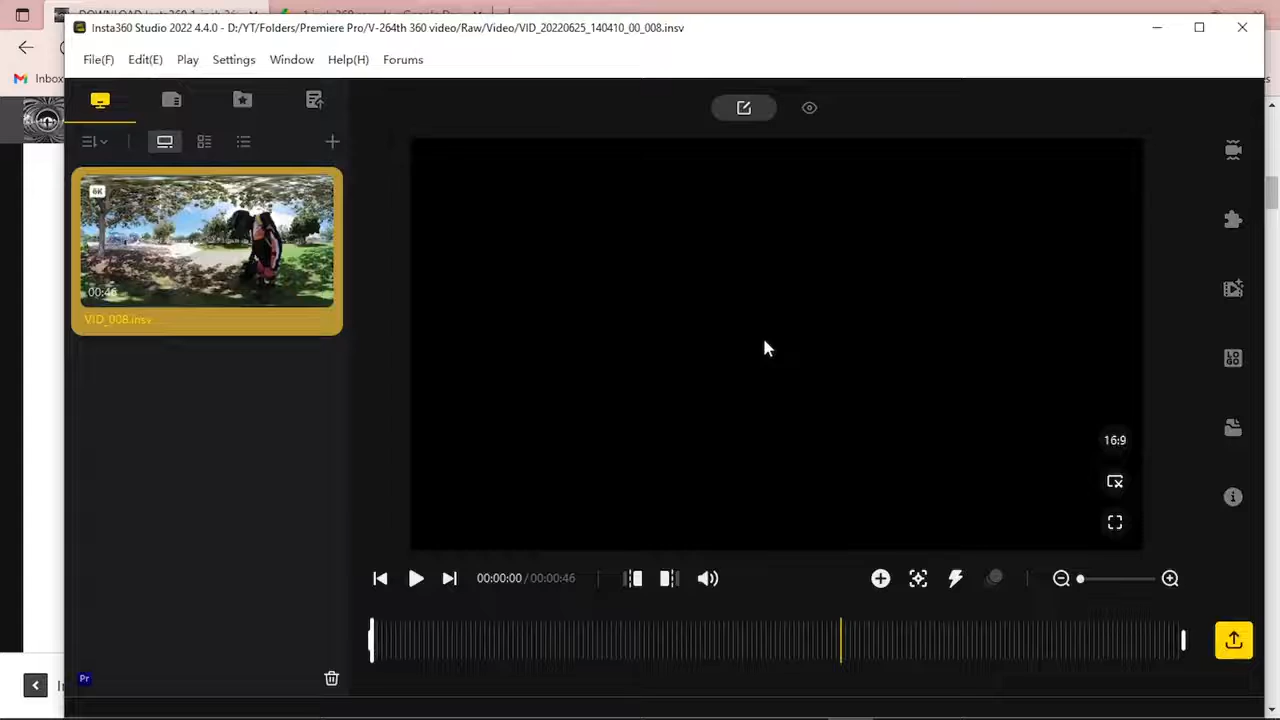 Insta360 Studio 2022 4.4.0 - D:/YT/Folders/Premiere Pro/V-264th 360 video/Raw/Video/VID_20220625_140410_00_008.insv
Inbox
File(F) Edit(E) Play Settings Window Help(H) Forums
8K
00:46
VID_008.insv
16:9
00:00:00 / 00:00:46
LOGO
Pr